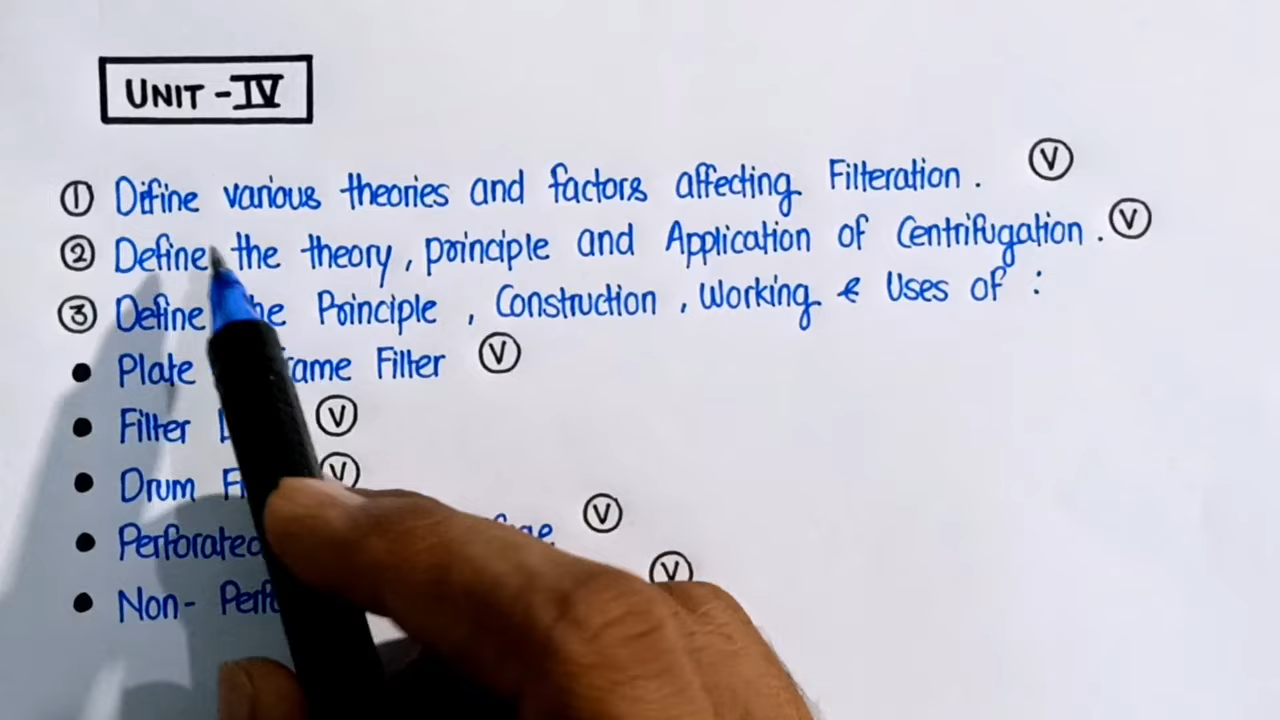 UNIT - IV
① Difine various theories and factors affecting Filteration. Ⓥ
② Define the theory, principle and Application of Centrifugation. Ⓥ
③ Define Principle, Construction, Working & Uses of :
• Plate Filter Ⓥ
• Filter Ⓥ
• Drum Ⓥ
• Perforated Ⓥ
• Non- Ⓥ